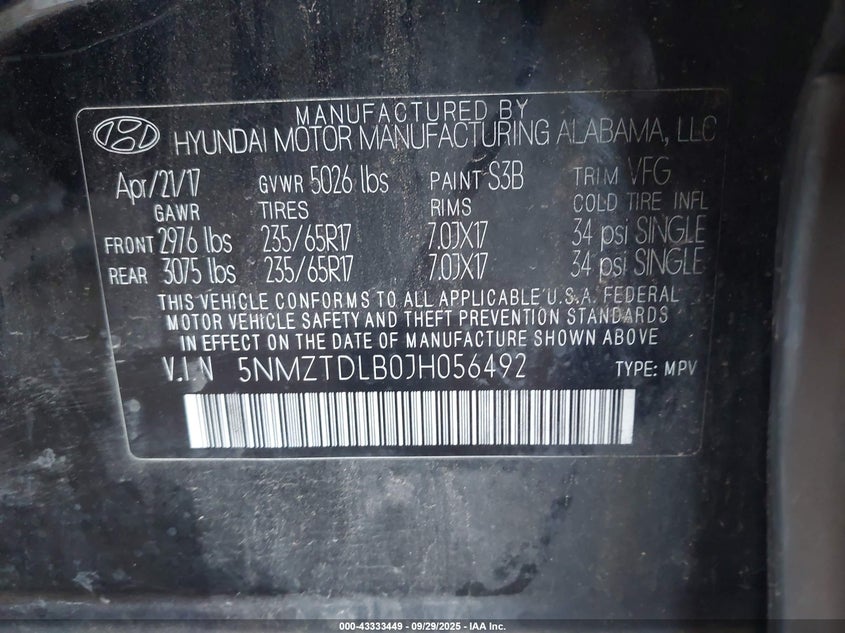 MANUFACTURED BY
HYUNDAI MOTOR MANUFACTURING ALABAMA, LLC
Apr/21/17 GVWR 5026 lbs PAINT S3B TRIM VFG
GAWR TIRES RIMS COLD TIRE INFL
FRONT 2976 lbs 235/65R17 7.0JX17 34 psi SINGLE
REAR 3075 lbs 235/65R17 7.0JX17 34 psi SINGLE
THIS VEHICLE CONFORMS TO ALL APPLICABLE U.S.A. FEDERAL
MOTOR VEHICLE SAFETY AND THEFT PREVENTION STANDARDS
IN EFFECT ON THE DATE OF MANUFACTURE SHOWN ABOVE
V.I.N 5NMZTDLB0JH056492 TYPE: MPV
000-43333449 - 09/29/2025 - IAA Inc.